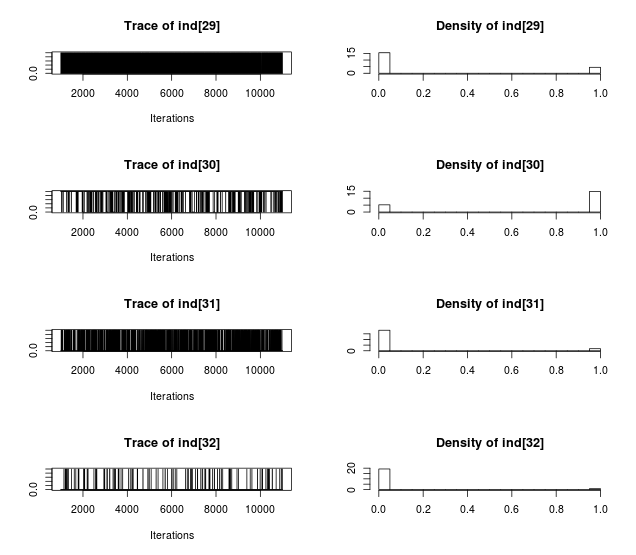 Trace of ind[29]
0.0
2000 4000 6000 8000 10000
Iterations
Density of ind[29]
0 15
0.0 0.2 0.4 0.6 0.8 1.0
Trace of ind[30]
0.0
2000 4000 6000 8000 10000
Iterations
Density of ind[30]
0 15
0.0 0.2 0.4 0.6 0.8 1.0
Trace of ind[31]
0.0
2000 4000 6000 8000 10000
Iterations
Density of ind[31]
0
0.0 0.2 0.4 0.6 0.8 1.0
Trace of ind[32]
0.0
2000 4000 6000 8000 10000
Iterations
Density of ind[32]
0 20
0.0 0.2 0.4 0.6 0.8 1.0